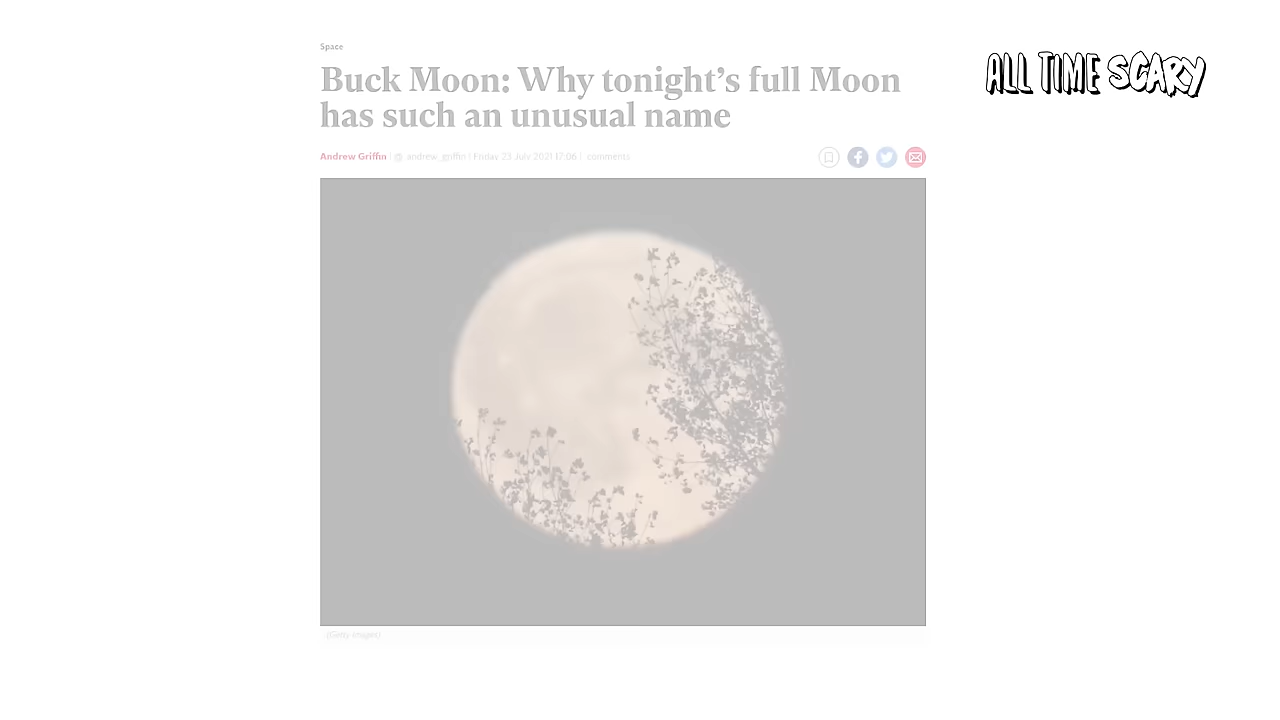 Space
ALL TIME SCARY
Buck Moon: Why tonight’s full Moon
has such an unusual name
Andrew Griffin | @ andrew_griffin | Friday 23 July 2021 17:06 | comments
(Getty Images)